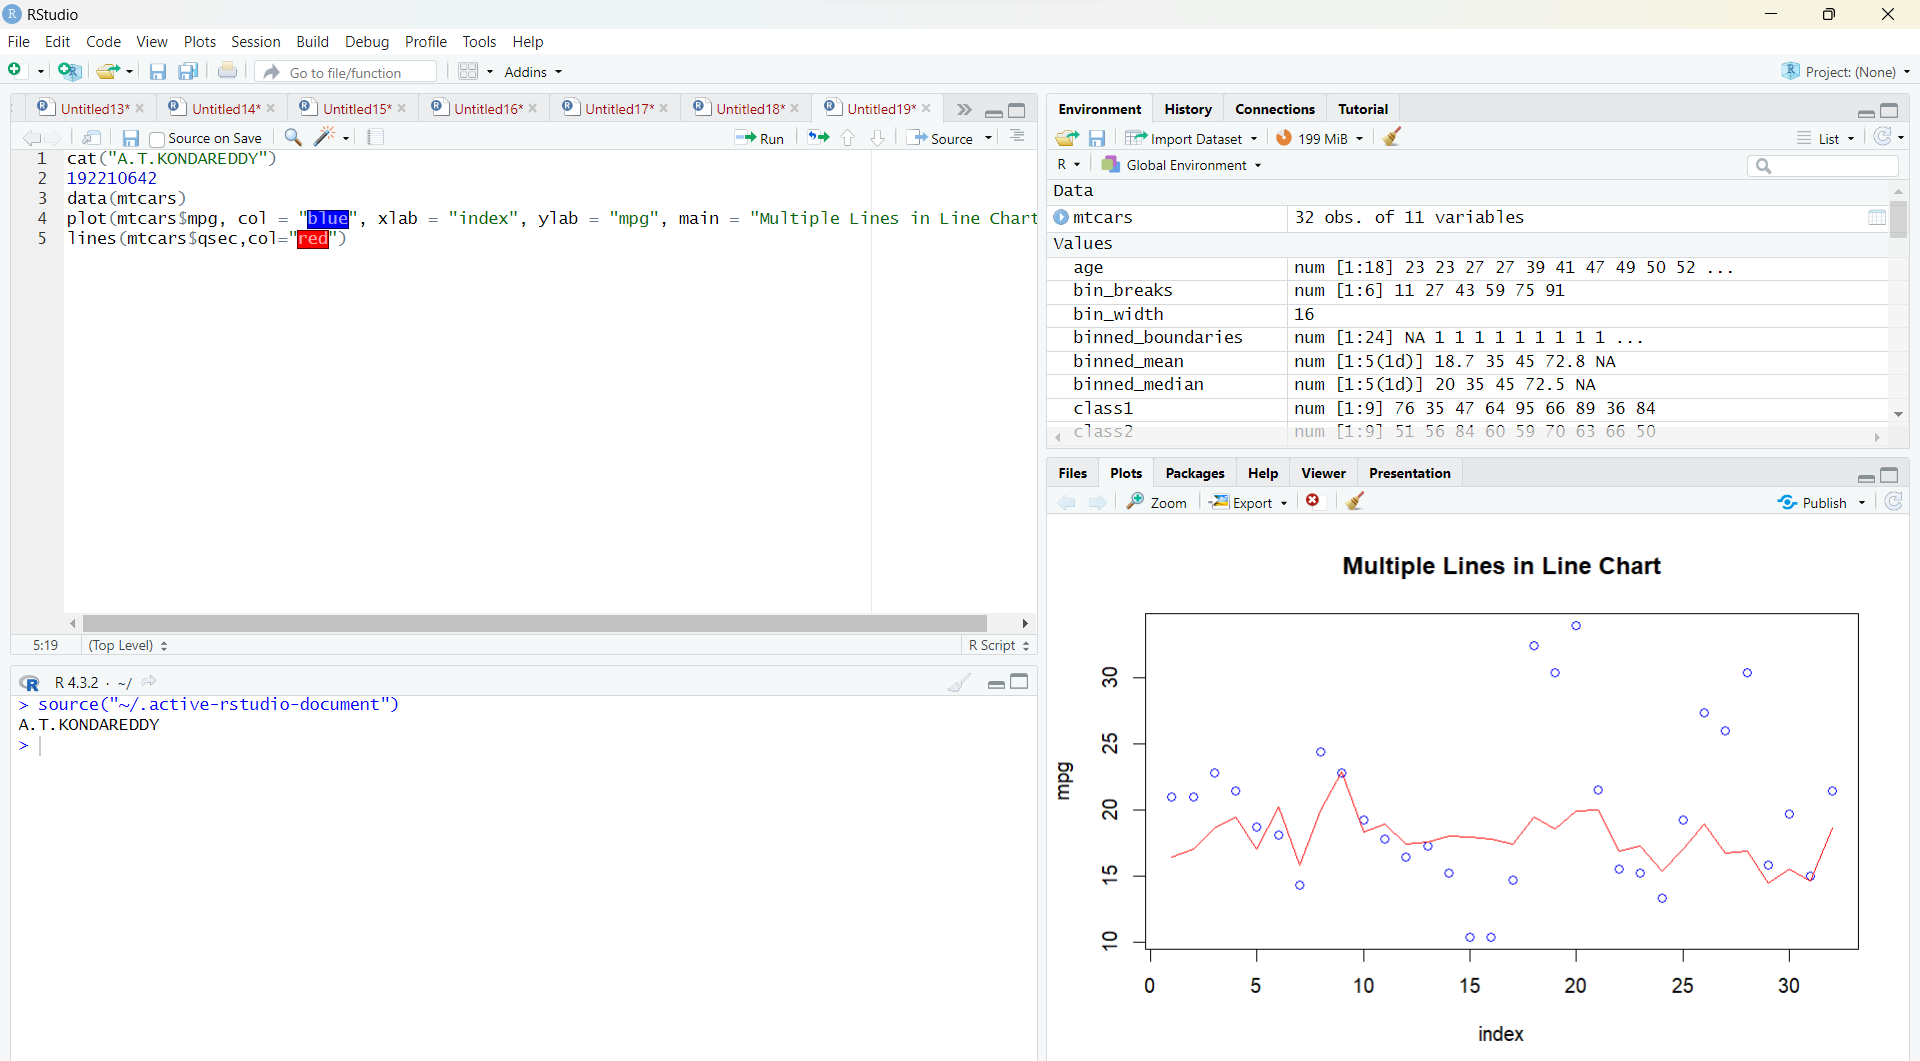 RStudio
File Edit Code View Plots Session Build Debug Profile Tools Help
Go to file/function Addins Project: (None)
Untitled13* Untitled14* Untitled15* Untitled16* Untitled17* Untitled18* Untitled19*
Source on Save Run Source
1 cat("A.T.KONDAREDDY")
2 192210642
3 data(mtcars)
4 plot(mtcars$mpg, col = "blue", xlab = "index", ylab = "mpg", main = "Multiple Lines in Line Chart
5 lines(mtcars$qsec,col="red")
5:19 (Top Level) R Script
R 4.3.2 · ~/
> source("~/.active-rstudio-document")
A.T.KONDAREDDY
>
Environment History Connections Tutorial
Import Dataset 199 MiB List
R Global Environment
Data
mtcars 32 obs. of 11 variables
Values
age num [1:18] 23 23 27 27 39 41 47 49 50 52 ...
bin_breaks num [1:6] 11 27 43 59 75 91
bin_width 16
binned_boundaries num [1:24] NA 1 1 1 1 1 1 1 1 1 ...
binned_mean num [1:5(1d)] 18.7 35 45 72.8 NA
binned_median num [1:5(1d)] 20 35 45 72.5 NA
class1 num [1:9] 76 35 47 64 95 66 89 36 84
class2 num [1:9] 51 56 84 60 59 70 63 66 50
Files Plots Packages Help Viewer Presentation
Zoom Export Publish
Multiple Lines in Line Chart
30
25
20
15
10
mpg
0 5 10 15 20 25 30
index